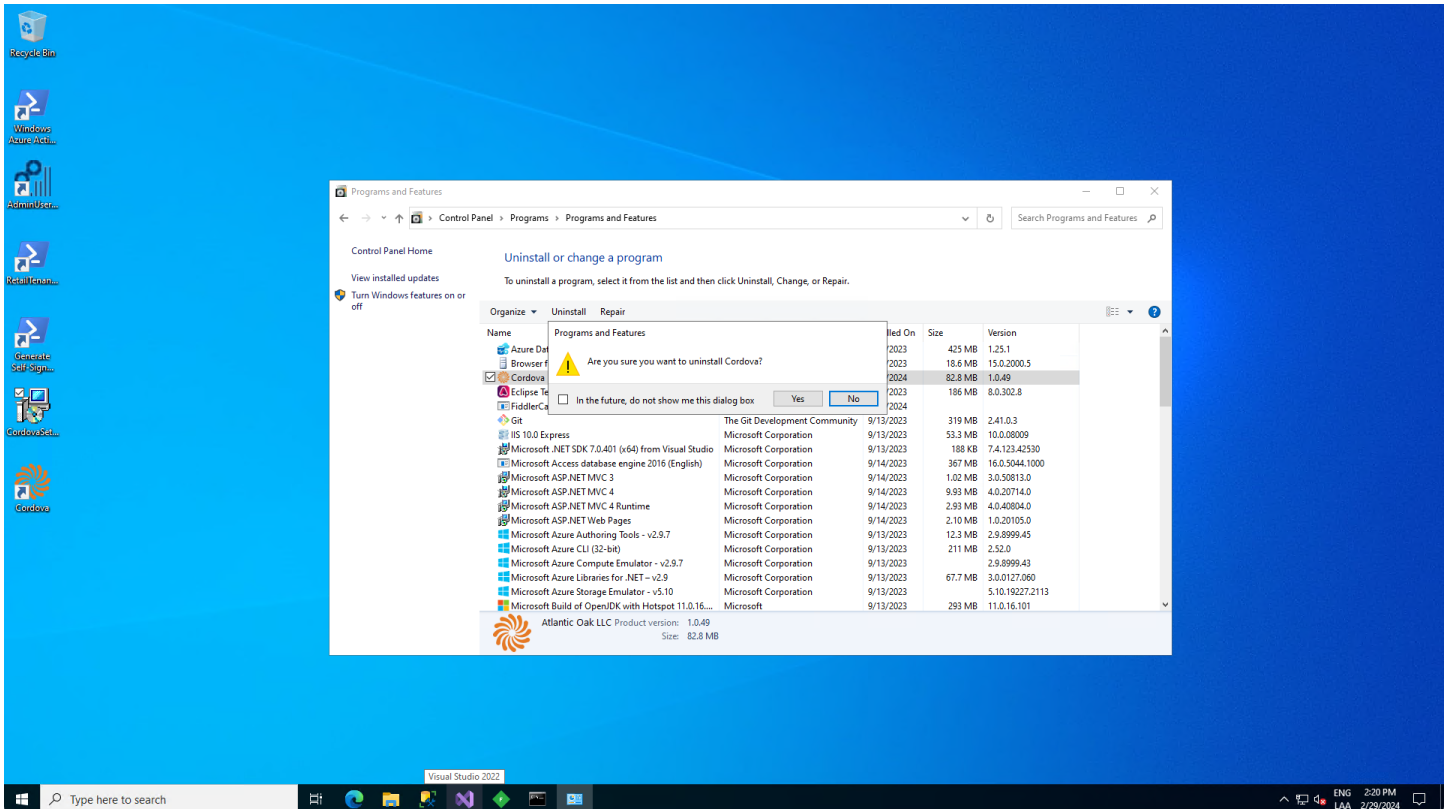 Recycle Bin
Windows
Azure Acti...
AdminUser...
RetailTenan...
Generate
Self-Sign...
CordovaSet...
Cordova
Programs and Features
Control Panel › Programs › Programs and Features
Search Programs and Features
Control Panel Home
View installed updates
Turn Windows features on or
off
Uninstall or change a program
To uninstall a program, select it from the list and then click Uninstall, Change, or Repair.
Organize Uninstall Repair
Name lled On Size Version
Programs and Features
Are you sure you want to uninstall Cordova?
In the future, do not show me this dialog box
Yes No
Azure Dat /2023 425 MB 1.25.1
Browser f /2023 18.6 MB 15.0.2000.5
Cordova /2024 82.8 MB 1.0.49
Eclipse Te /2023 186 MB 8.0.302.8
FiddlerCa /2024
Git The Git Development Community 9/13/2023 319 MB 2.41.0.3
IIS 10.0 Express Microsoft Corporation 9/13/2023 53.3 MB 10.0.08009
Microsoft .NET SDK 7.0.401 (x64) from Visual Studio Microsoft Corporation 9/13/2023 188 KB 7.4.123.42530
Microsoft Access database engine 2016 (English) Microsoft Corporation 9/14/2023 367 MB 16.0.5044.1000
Microsoft ASP.NET MVC 3 Microsoft Corporation 9/14/2023 1.02 MB 3.0.50813.0
Microsoft ASP.NET MVC 4 Microsoft Corporation 9/14/2023 9.93 MB 4.0.20714.0
Microsoft ASP.NET MVC 4 Runtime Microsoft Corporation 9/14/2023 2.93 MB 4.0.40804.0
Microsoft ASP.NET Web Pages Microsoft Corporation 9/14/2023 2.10 MB 1.0.20105.0
Microsoft Azure Authoring Tools - v2.9.7 Microsoft Corporation 9/13/2023 12.3 MB 2.9.8999.45
Microsoft Azure CLI (32-bit) Microsoft Corporation 9/13/2023 211 MB 2.52.0
Microsoft Azure Compute Emulator - v2.9.7 Microsoft Corporation 9/13/2023 2.9.8999.43
Microsoft Azure Libraries for .NET – v2.9 Microsoft Corporation 9/13/2023 67.7 MB 3.0.0127.060
Microsoft Azure Storage Emulator - v5.10 Microsoft Corporation 9/13/2023 5.10.19227.2113
Microsoft Build of OpenJDK with Hotspot 11.0.16.... Microsoft 9/13/2023 293 MB 11.0.16.101
Atlantic Oak LLC Product version: 1.0.49
Size: 82.8 MB
Visual Studio 2022
Type here to search
ENG 2:20 PM
LAA 2/29/2024